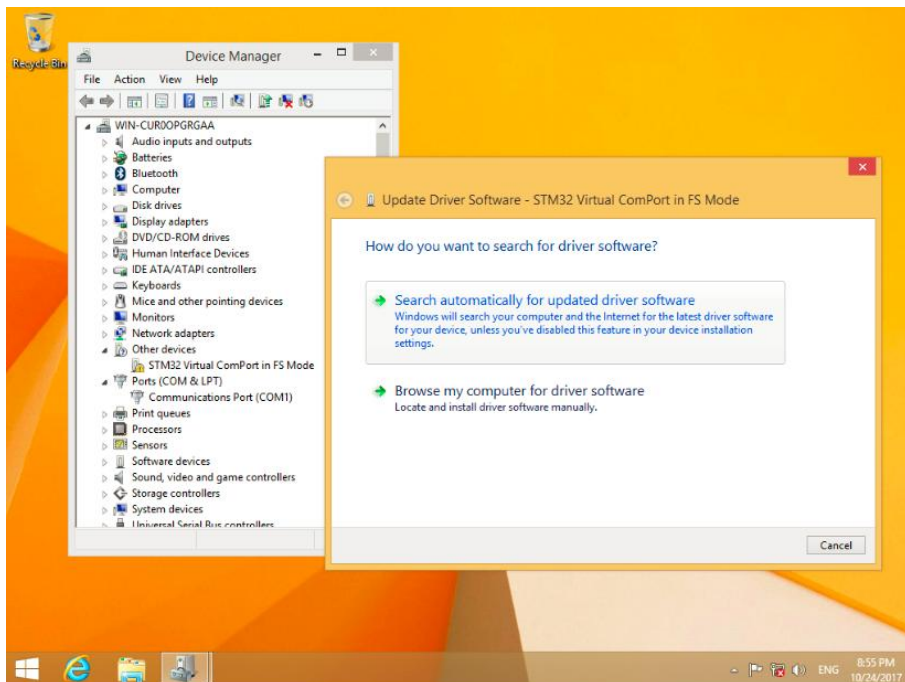 Recycle Bin
Device Manager
File Action View Help
WIN-CUR0OPGRGAA
Audio inputs and outputs
Batteries
Bluetooth
Computer
Disk drives
Display adapters
DVD/CD-ROM drives
Human Interface Devices
IDE ATA/ATAPI controllers
Keyboards
Mice and other pointing devices
Monitors
Network adapters
Other devices
STM32 Virtual ComPort in FS Mode
Ports (COM & LPT)
Communications Port (COM1)
Print queues
Processors
Sensors
Software devices
Sound, video and game controllers
Storage controllers
System devices
Universal Serial Bus controllers
Update Driver Software - STM32 Virtual ComPort in FS Mode
How do you want to search for driver software?
Search automatically for updated driver software
Windows will search your computer and the Internet for the latest driver software
for your device, unless you've disabled this feature in your device installation
settings.
Browse my computer for driver software
Locate and install driver software manually.
Cancel
ENG
8:55 PM
10/24/2017